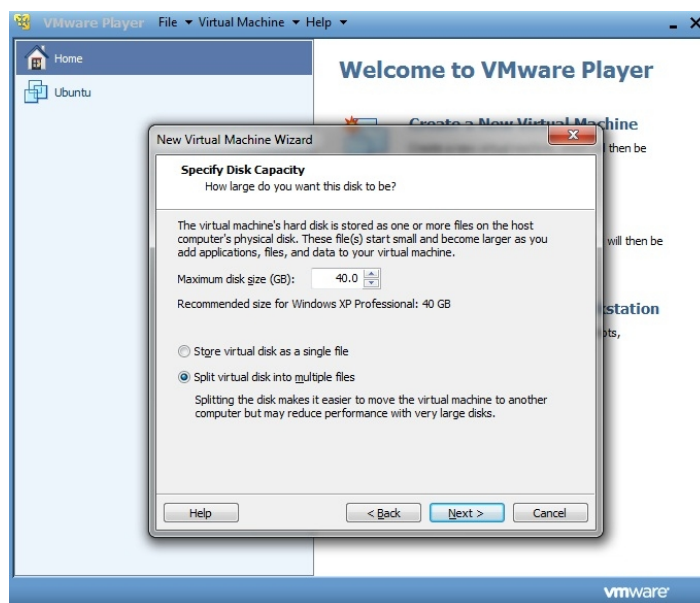 VMware Player File Virtual Machine Help
Home
Ubuntu
Welcome to VMware Player
Create a New Virtual Machine
then be
New Virtual Machine Wizard
Specify Disk Capacity
How large do you want this disk to be?
The virtual machine's hard disk is stored as one or more files on the host
computer's physical disk. These file(s) start small and become larger as you
add applications, files, and data to your virtual machine.
will then be
Maximum disk size (GB): 40.0
Recommended size for Windows XP Professional: 40 GB
station
Store virtual disk as a single file
Split virtual disk into multiple files
Splitting the disk makes it easier to move the virtual machine to another
computer but may reduce performance with very large disks.
Help < Back Next > Cancel
vmware